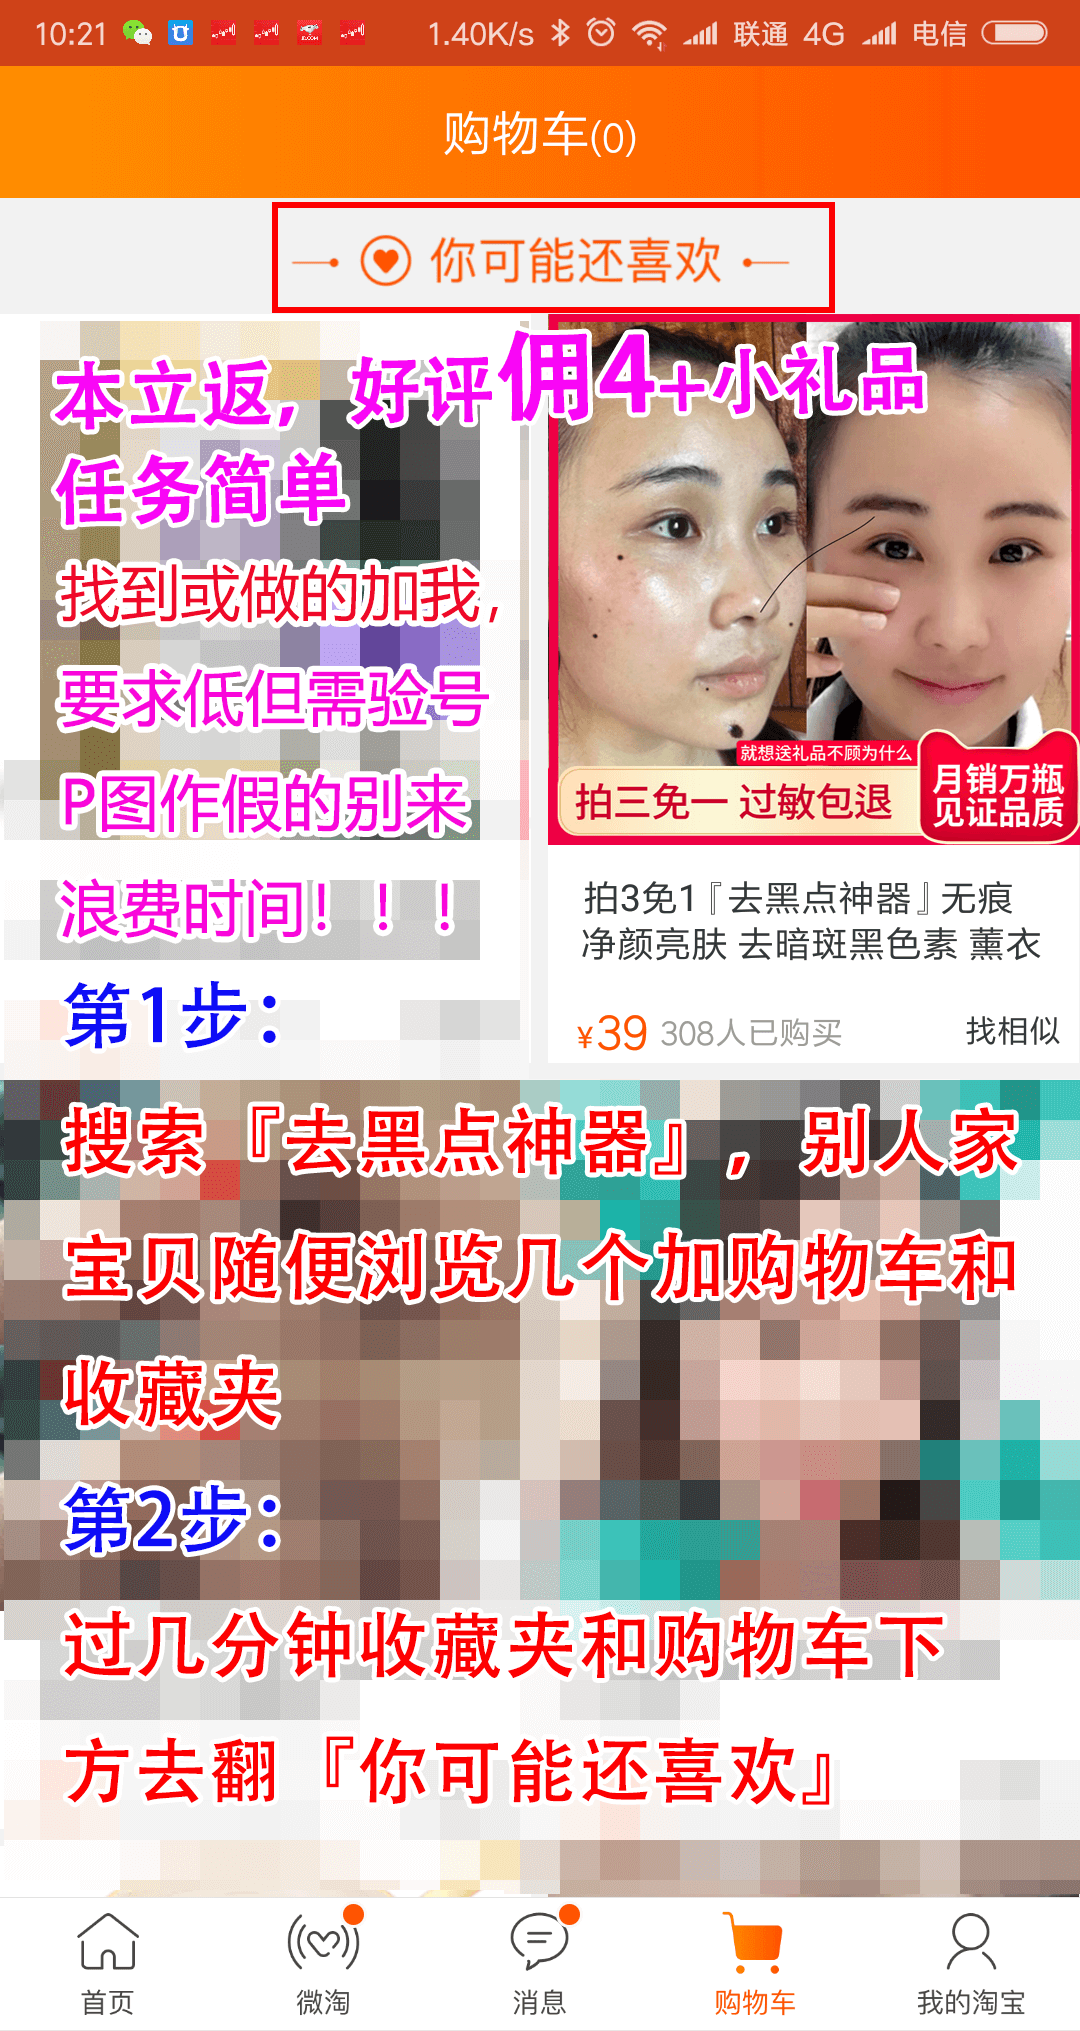 10:21 1.40K/s 联通 4G 电信
购物车(0)
你可能还喜欢
本立返，好评佣4+小礼品
任务简单
找到或做的加我，
要求低但需验号
P图作假的别来
浪费时间！！！
就想送礼品不顾为什么
拍三免一 过敏包退
月销万瓶
见证品质
拍3免1『去黑点神器』无痕
净颜亮肤 去暗斑黑色素 薰衣
¥39 308人已购买 找相似
第1步：
搜索『去黑点神器』，别人家
宝贝随便浏览几个加购物车和
收藏夹
第2步：
过几分钟收藏夹和购物车下
方去翻『你可能还喜欢』
首页 微淘 消息 购物车 我的淘宝